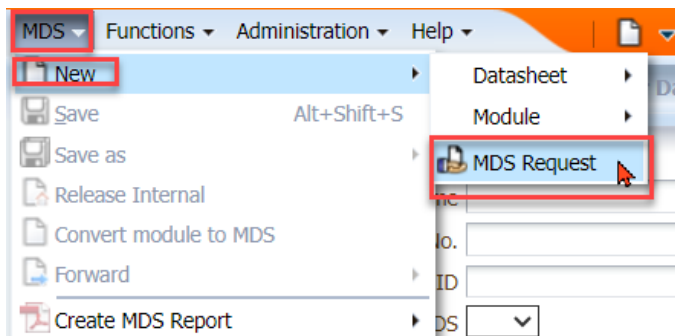 MDS Functions Administration Help
New
Save Alt+Shift+S
Save as
Release Internal
Convert module to MDS
Forward
Create MDS Report
Datasheet
Module
MDS Request
No.
ID